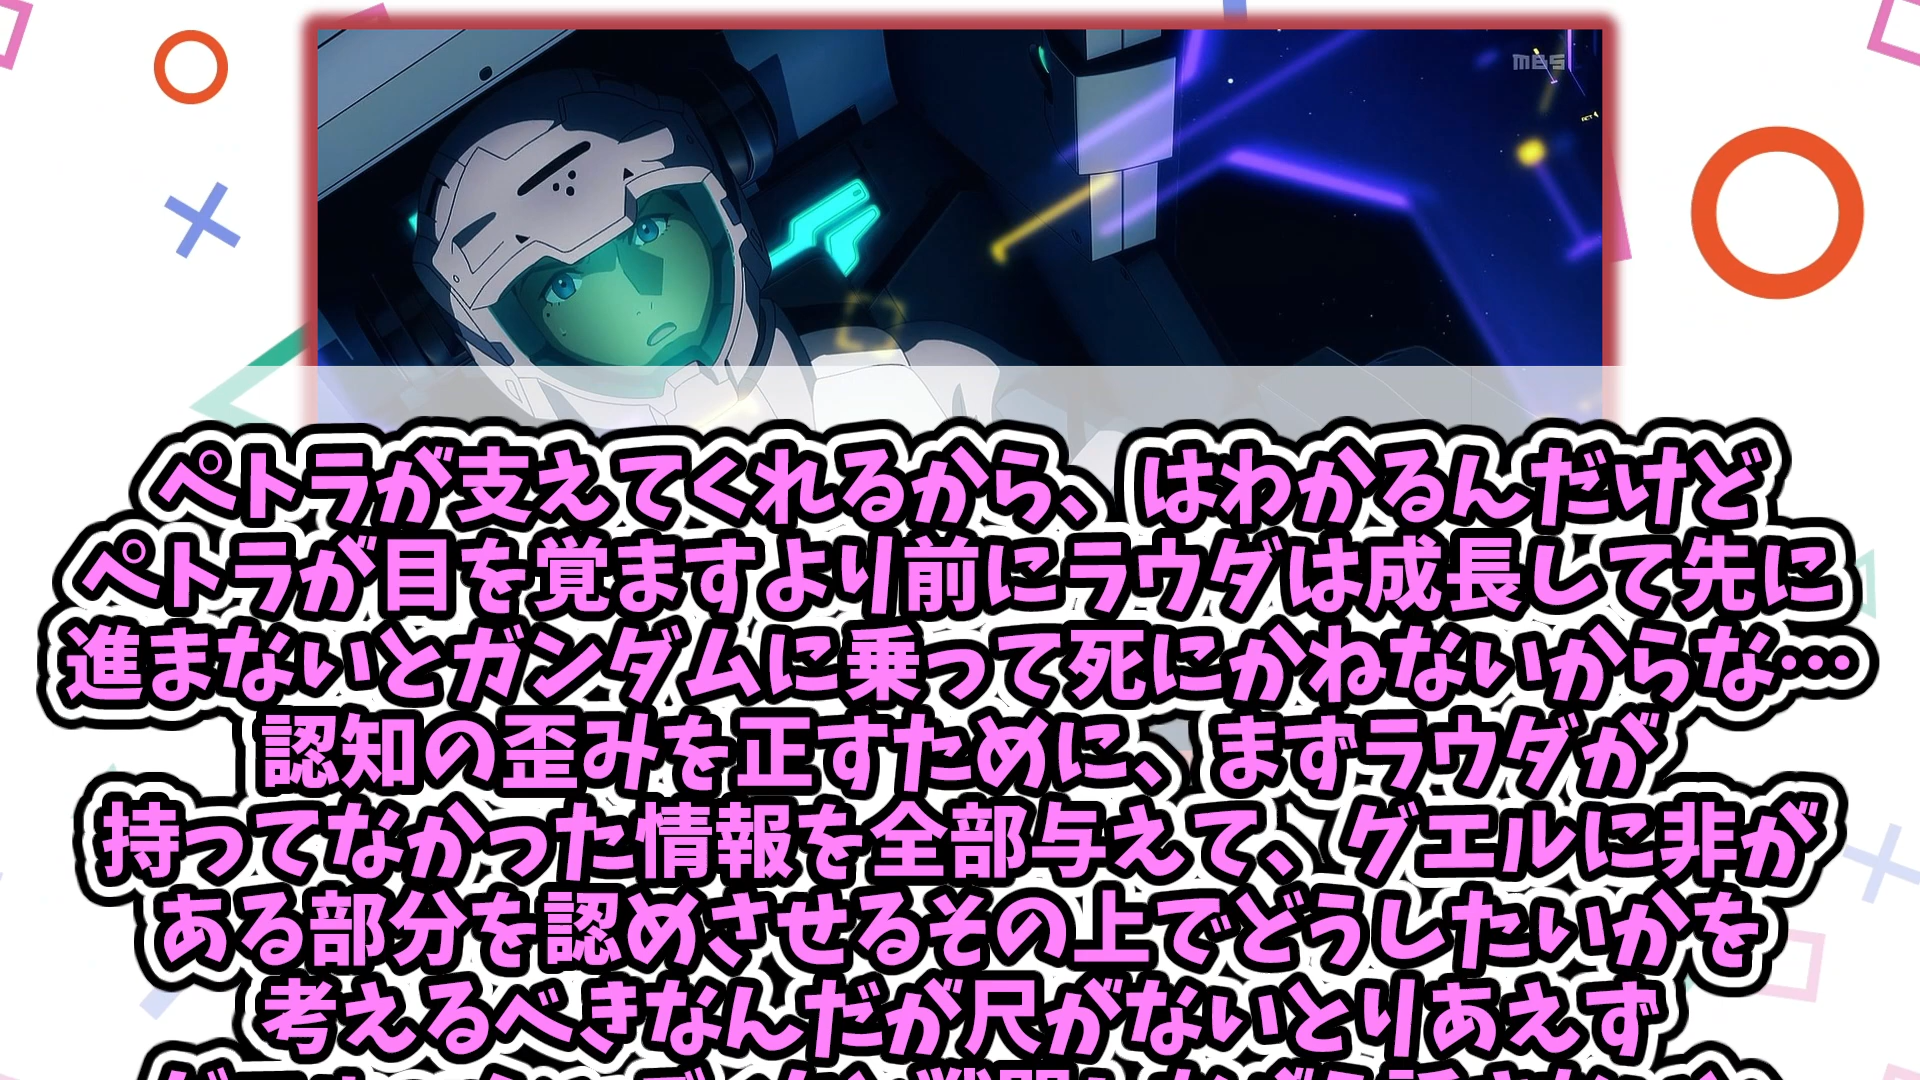 MBS
ペトラが支えてくれるから、はわかるんだけど
ペトラが目を覚ますより前にラウダは成長して先に
進まないとガンダムに乗って死にかねないからな…
認知の歪みを正すために、まずラウダが
持ってなかった情報を全部与えて、グエルに非が
ある部分を認めさせるその上でどうしたいかを
考えるべきなんだが尺がないとりあえず